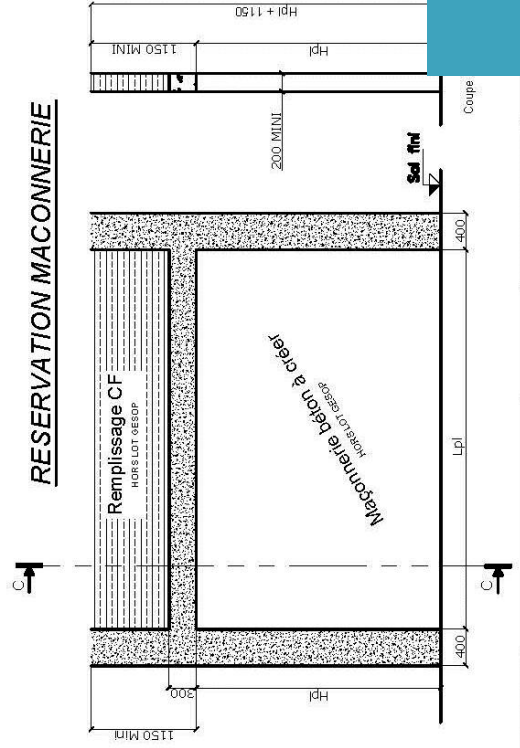 RESERVATION MACONNERIE
Hpl + 1150
1150 MINI
Hpl
200 MINI
Coupe
Sol fini
Remplissage CF
HORS LOT GESOP
Maçonnerie béton à créer
HORS LOT GESOP
C
C
400
Lpl
400
300
Hpl
1150 Mini